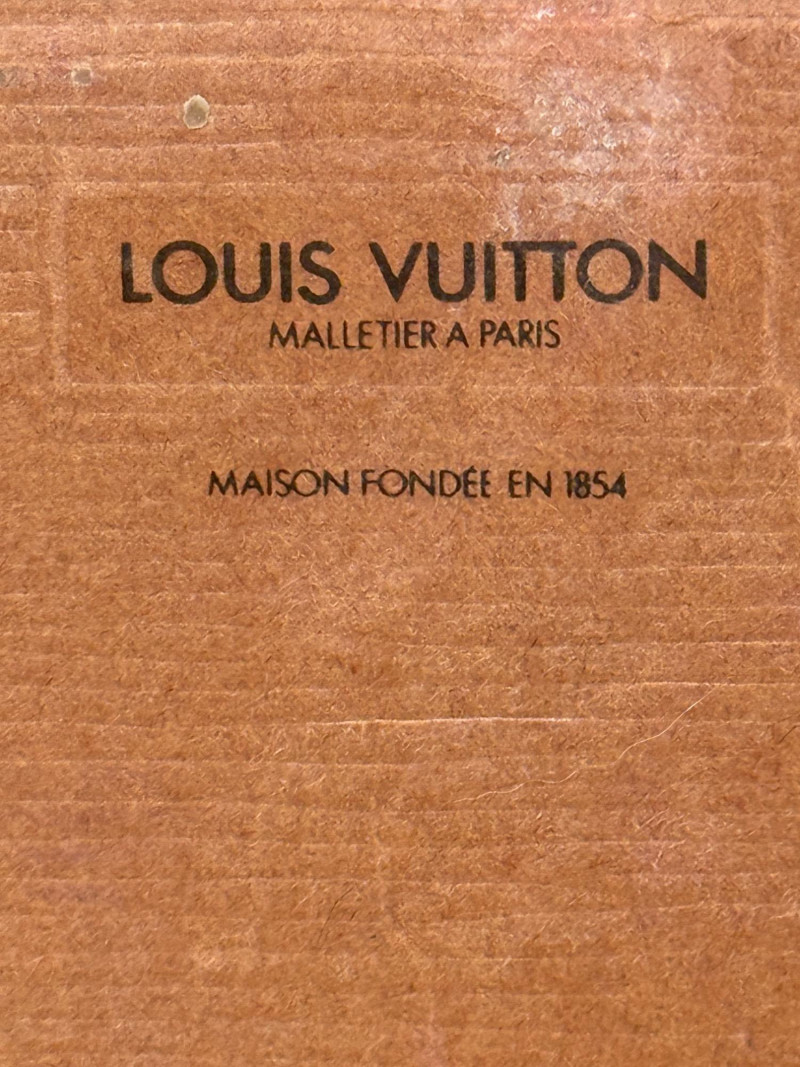 LOUIS VUITTON
MALLETIER A PARIS
MAISON FONDÉE EN 1854